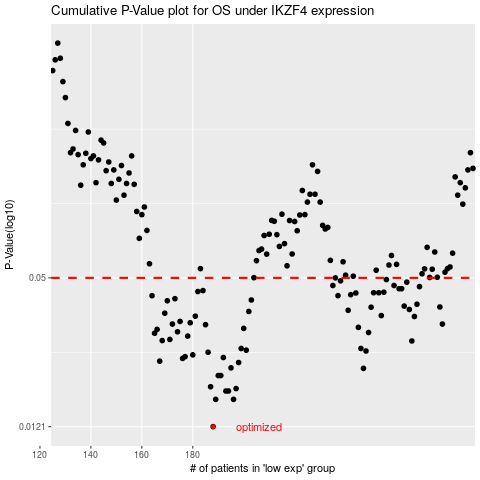 Cumulative P-Value plot for OS under IKZF4 expression
P-Value(log10)
0.05
0.0121
optimized
120 140 160 180
# of patients in 'low exp' group